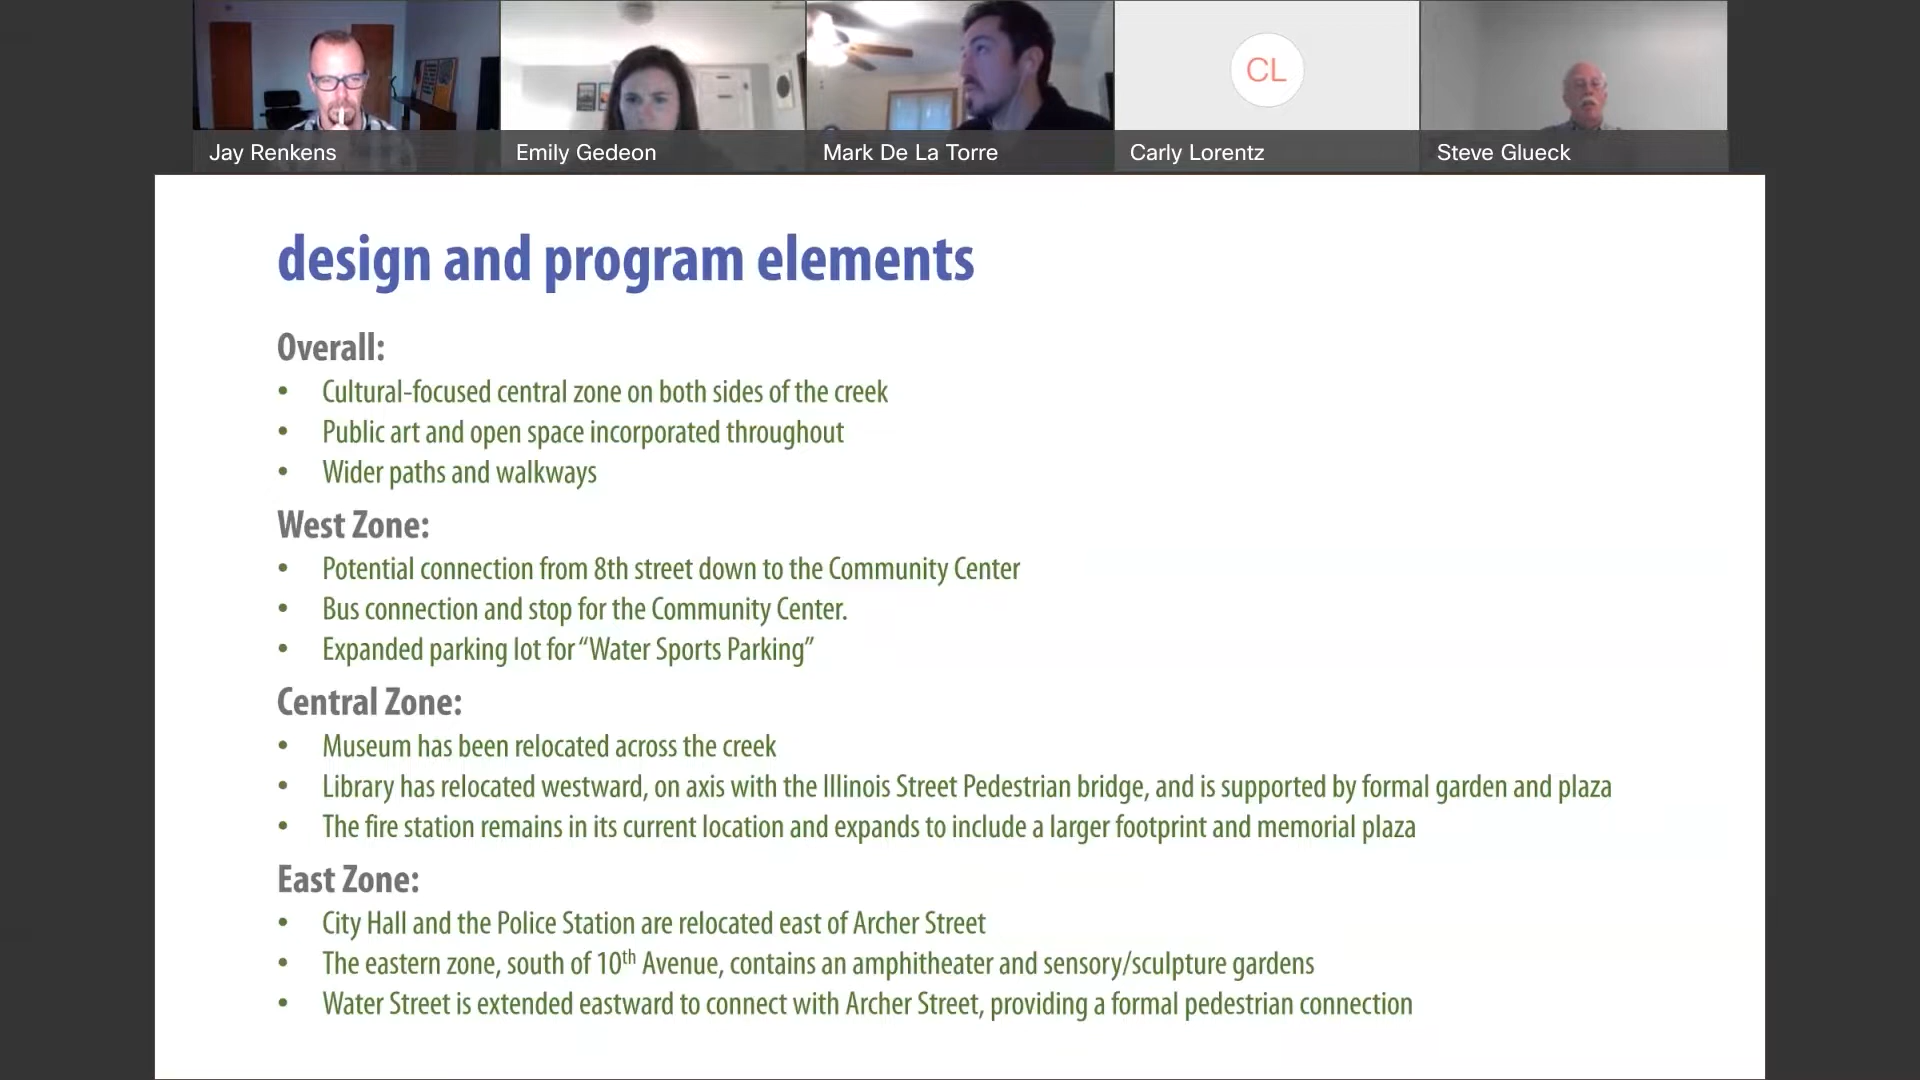 Jay Renkens
Emily Gedeon
Mark De La Torre
CL
Carly Lorentz
Steve Glueck
design and program elements
Overall:
• Cultural-focused central zone on both sides of the creek
• Public art and open space incorporated throughout
• Wider paths and walkways
West Zone:
• Potential connection from 8th street down to the Community Center
• Bus connection and stop for the Community Center.
• Expanded parking lot for “Water Sports Parking”
Central Zone:
• Museum has been relocated across the creek
• Library has relocated westward, on axis with the Illinois Street Pedestrian bridge, and is supported by formal garden and plaza
• The fire station remains in its current location and expands to include a larger footprint and memorial plaza
East Zone:
• City Hall and the Police Station are relocated east of Archer Street
• The eastern zone, south of 10th Avenue, contains an amphitheater and sensory/sculpture gardens
• Water Street is extended eastward to connect with Archer Street, providing a formal pedestrian connection